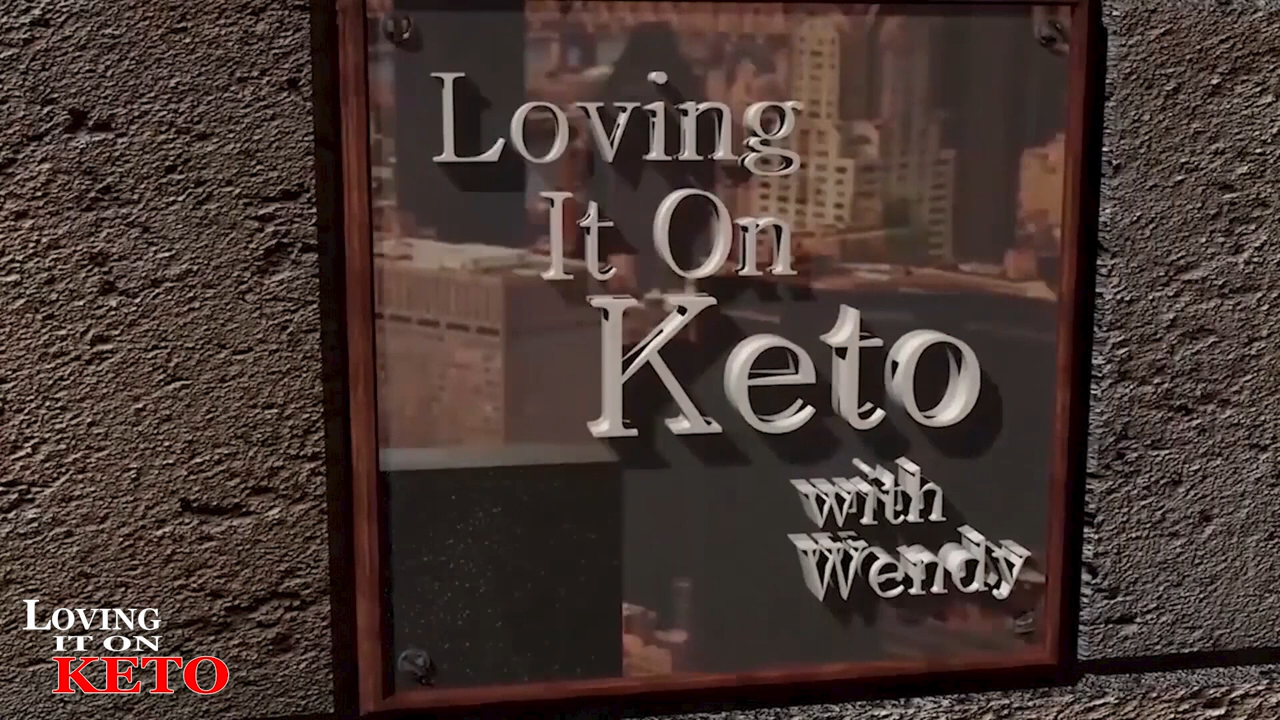 Loving
It On
Keto
with
Wendy
LOVING
IT ON
KETO